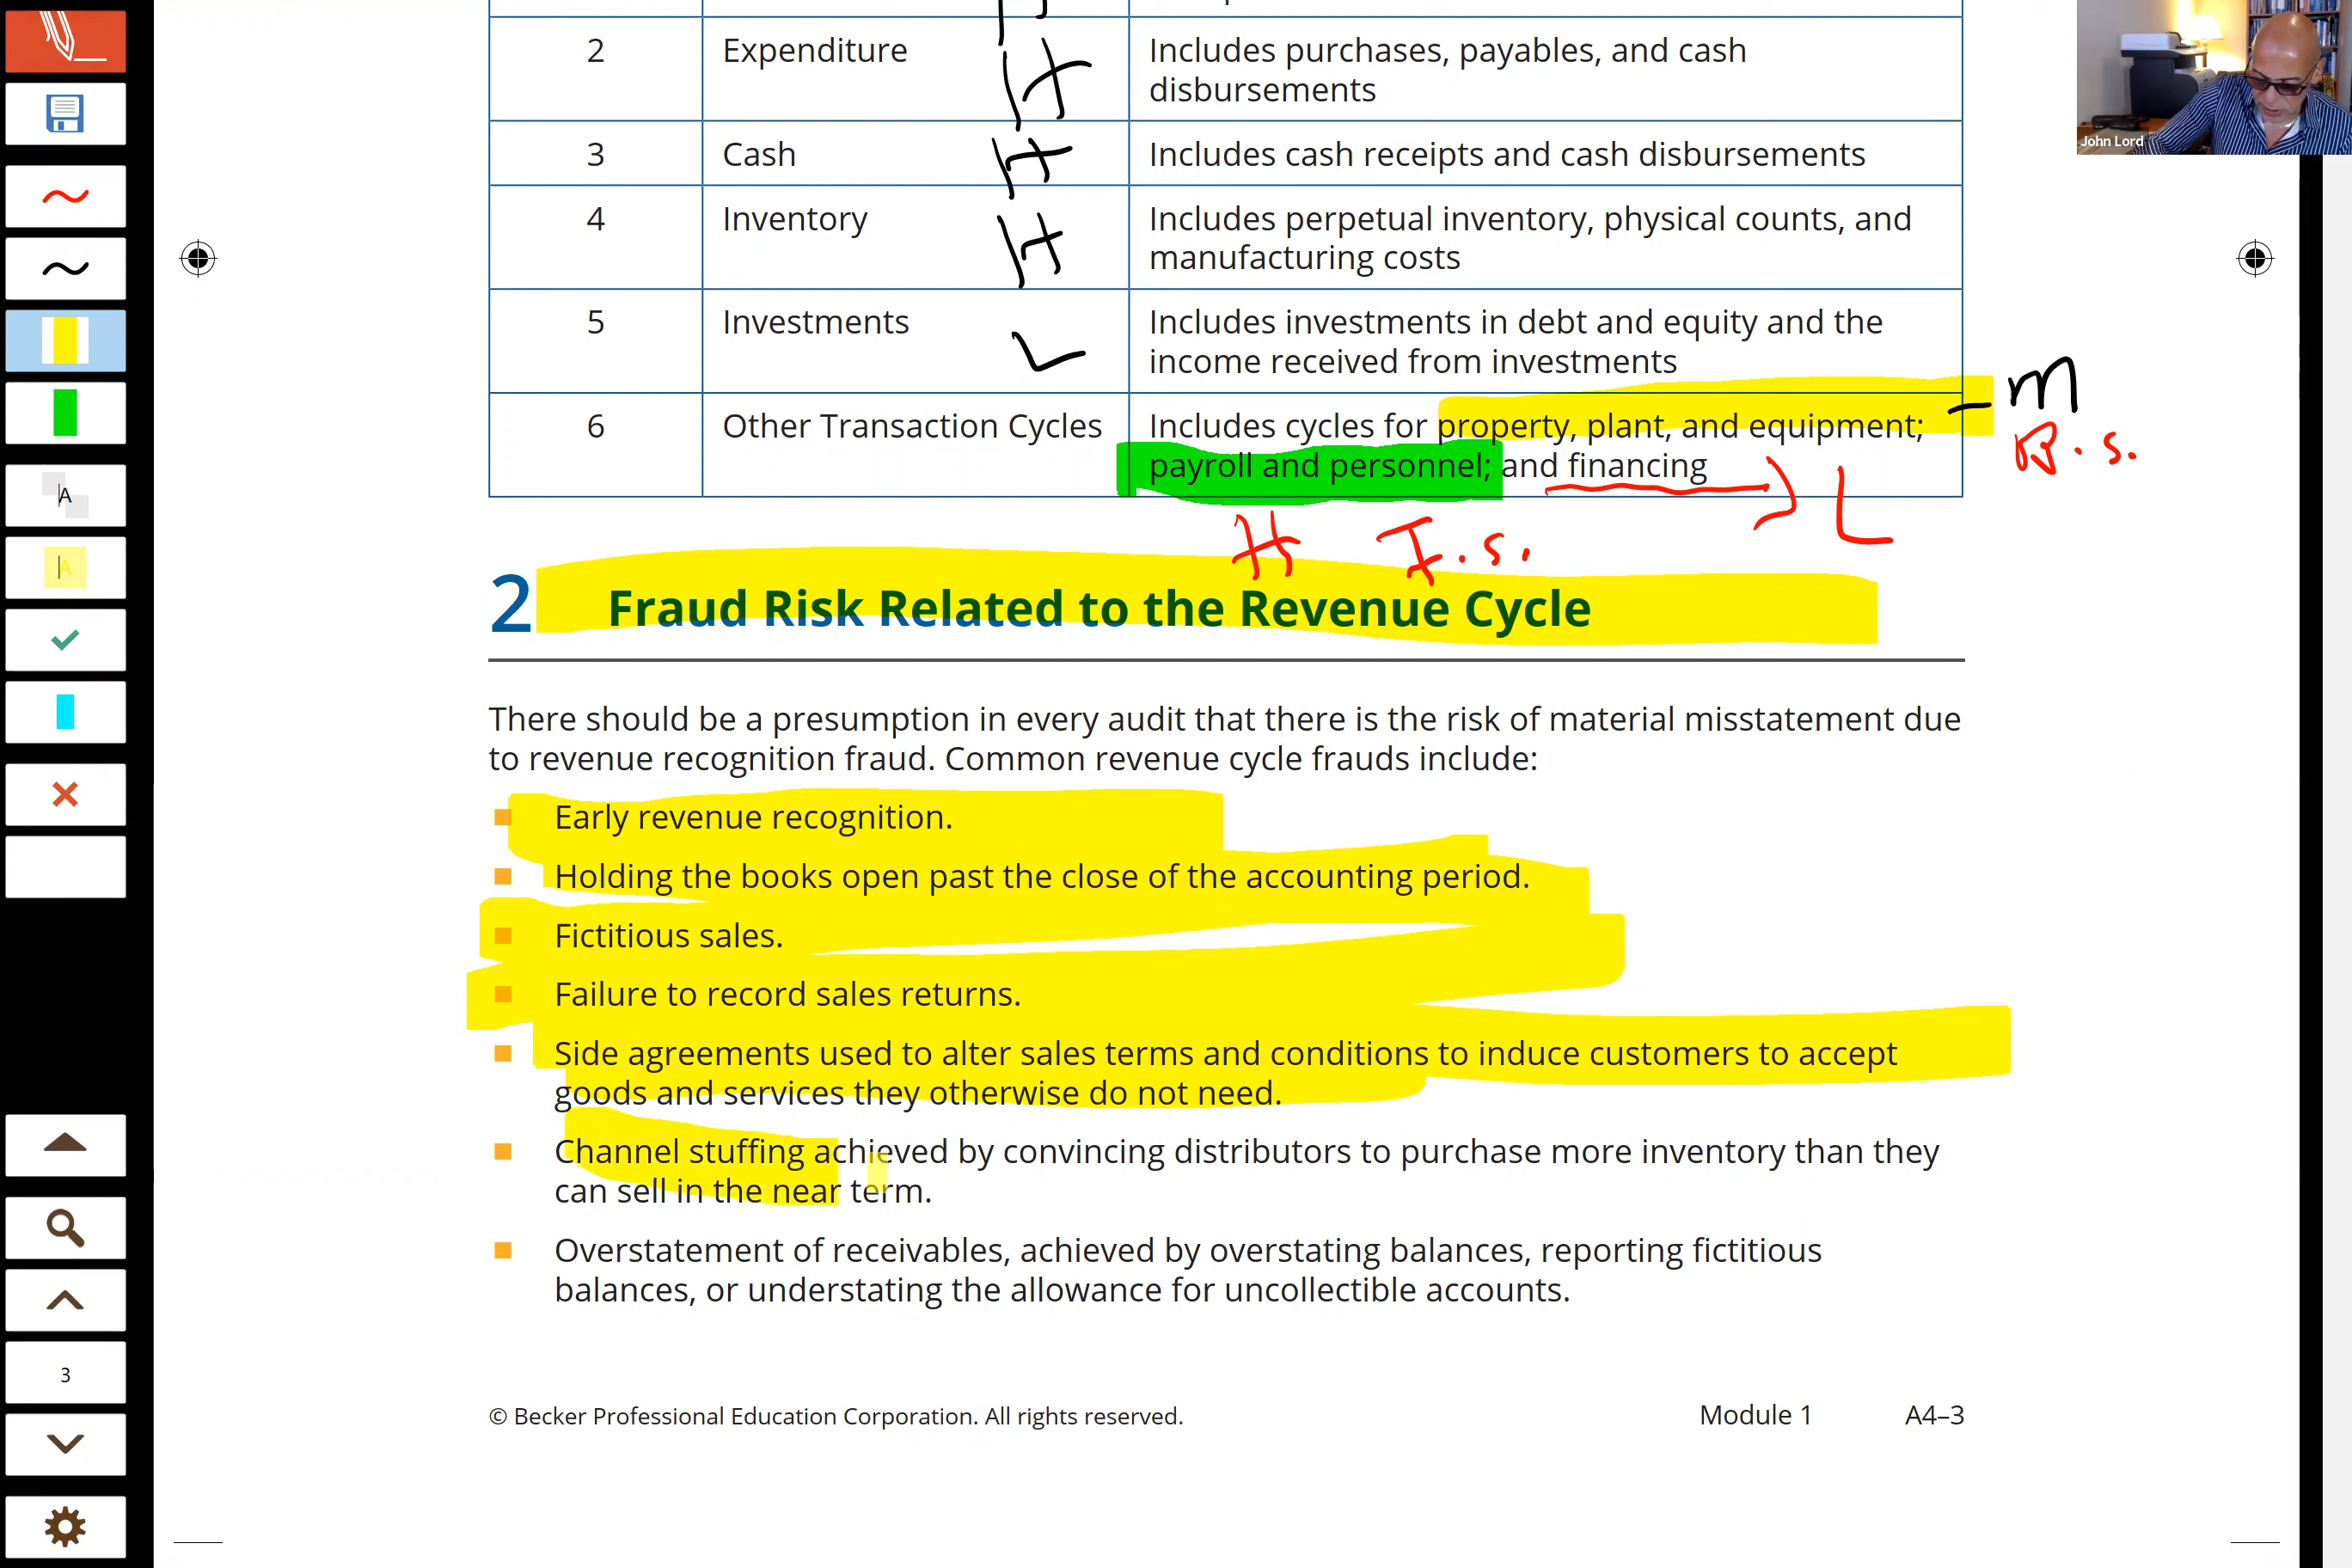 2 Expenditure H Includes purchases, payables, and cash
disbursements
3 Cash H Includes cash receipts and cash disbursements
4 Inventory H Includes perpetual inventory, physical counts, and
manufacturing costs
5 Investments L Includes investments in debt and equity and the
income received from investments
6 Other Transaction Cycles Includes cycles for property, plant, and equipment; - M
payroll and personnel; and financing B.S.
H I.S. L
John Lord
2 Fraud Risk Related to the Revenue Cycle
There should be a presumption in every audit that there is the risk of material misstatement due
to revenue recognition fraud. Common revenue cycle frauds include:
Early revenue recognition.
Holding the books open past the close of the accounting period.
Fictitious sales.
Failure to record sales returns.
Side agreements used to alter sales terms and conditions to induce customers to accept
goods and services they otherwise do not need.
Channel stuffing achieved by convincing distributors to purchase more inventory than they
can sell in the near term.
Overstatement of receivables, achieved by overstating balances, reporting fictitious
balances, or understating the allowance for uncollectible accounts.
© Becker Professional Education Corporation. All rights reserved. Module 1 A4–3
A
A
3